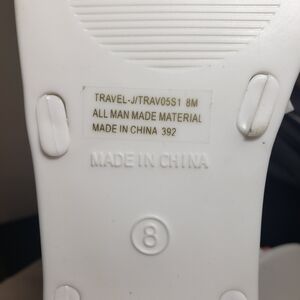 TRAVEL-J/TRAV05S1 8M
ALL MAN MADE MATERIAL
MADE IN CHINA 392
MADE IN CHINA
8